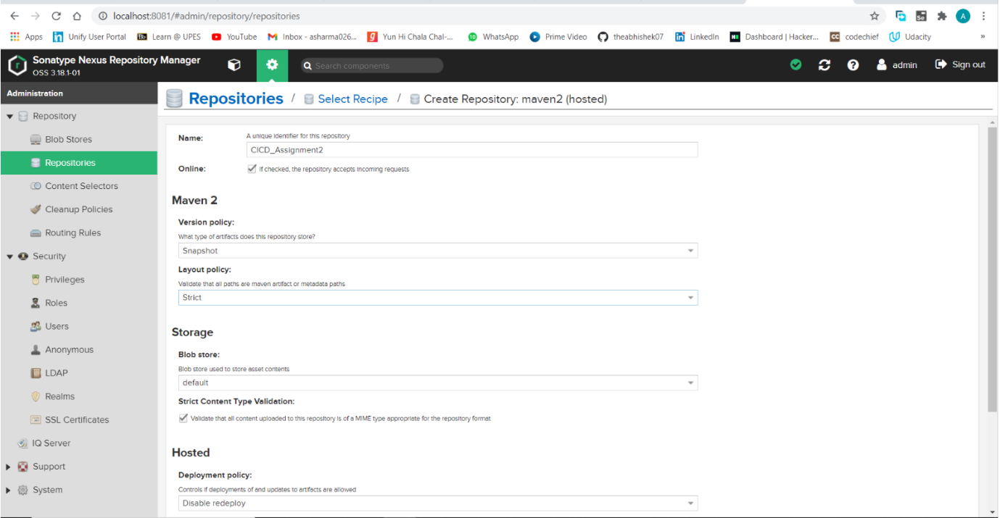 localhost:8081/#admin/repository/repositories
A
Apps in Unify User Portal Bb Learn @ UPES YouTube Inbox - asharma026... g Yun Hi Chala Chal-... 10 WhatsApp Prime Video theabhishek07 in LinkedIn Dashboard | Hacker... cc codechief Udacity »
Sonatype Nexus Repository Manager
OSS 3.18.1-01
Search components
admin Sign out
Administration
Repositories / Select Recipe / Create Repository: maven2 (hosted)
Repository
Blob Stores
Repositories
Content Selectors
Cleanup Policies
Routing Rules
Security
Privileges
Roles
Users
Anonymous
LDAP
Realms
SSL Certificates
IQ Server
Support
System
Name: A unique identifier for this repository
CICD_Assignment2
Online: If checked, the repository accepts incoming requests
Maven 2
Version policy:
What type of artifacts does this repository store?
Snapshot
Layout policy:
Validate that all paths are maven artifact or metadata paths
Strict
Storage
Blob store:
Blob store used to store asset contents
default
Strict Content Type Validation:
Validate that all content uploaded to this repository is of a MIME type appropriate for the repository format
Hosted
Deployment policy:
Controls if deployments of and updates to artifacts are allowed
Disable redeploy